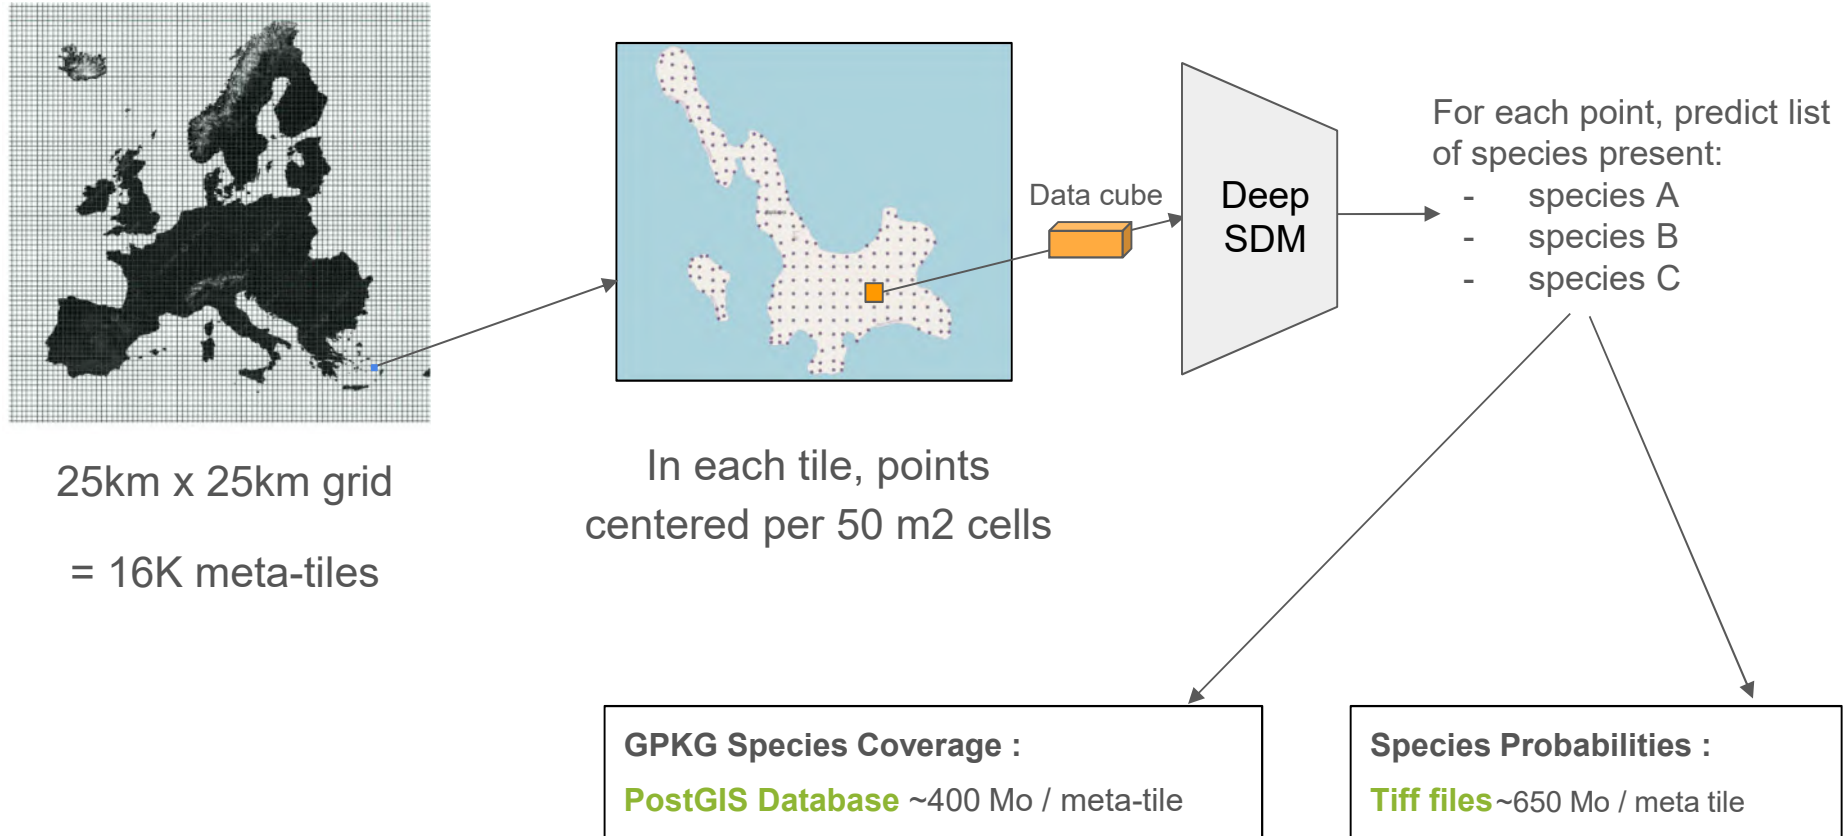 25km x 25km grid
= 16K meta-tiles
In each tile, points
centered per 50 m2 cells
Data cube
Deep
SDM
For each point, predict list
of species present:
- species A
- species B
- species C
GPKG Species Coverage :
PostGIS Database ~400 Mo / meta-tile
Species Probabilities :
Tiff files ~650 Mo / meta tile